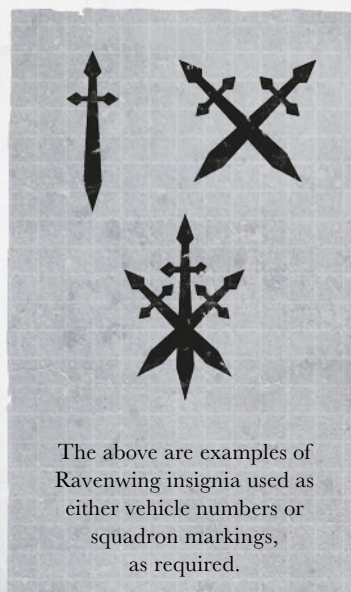 The above are examples of
Ravenwing insignia used as
either vehicle numbers or
squadron markings,
as required.